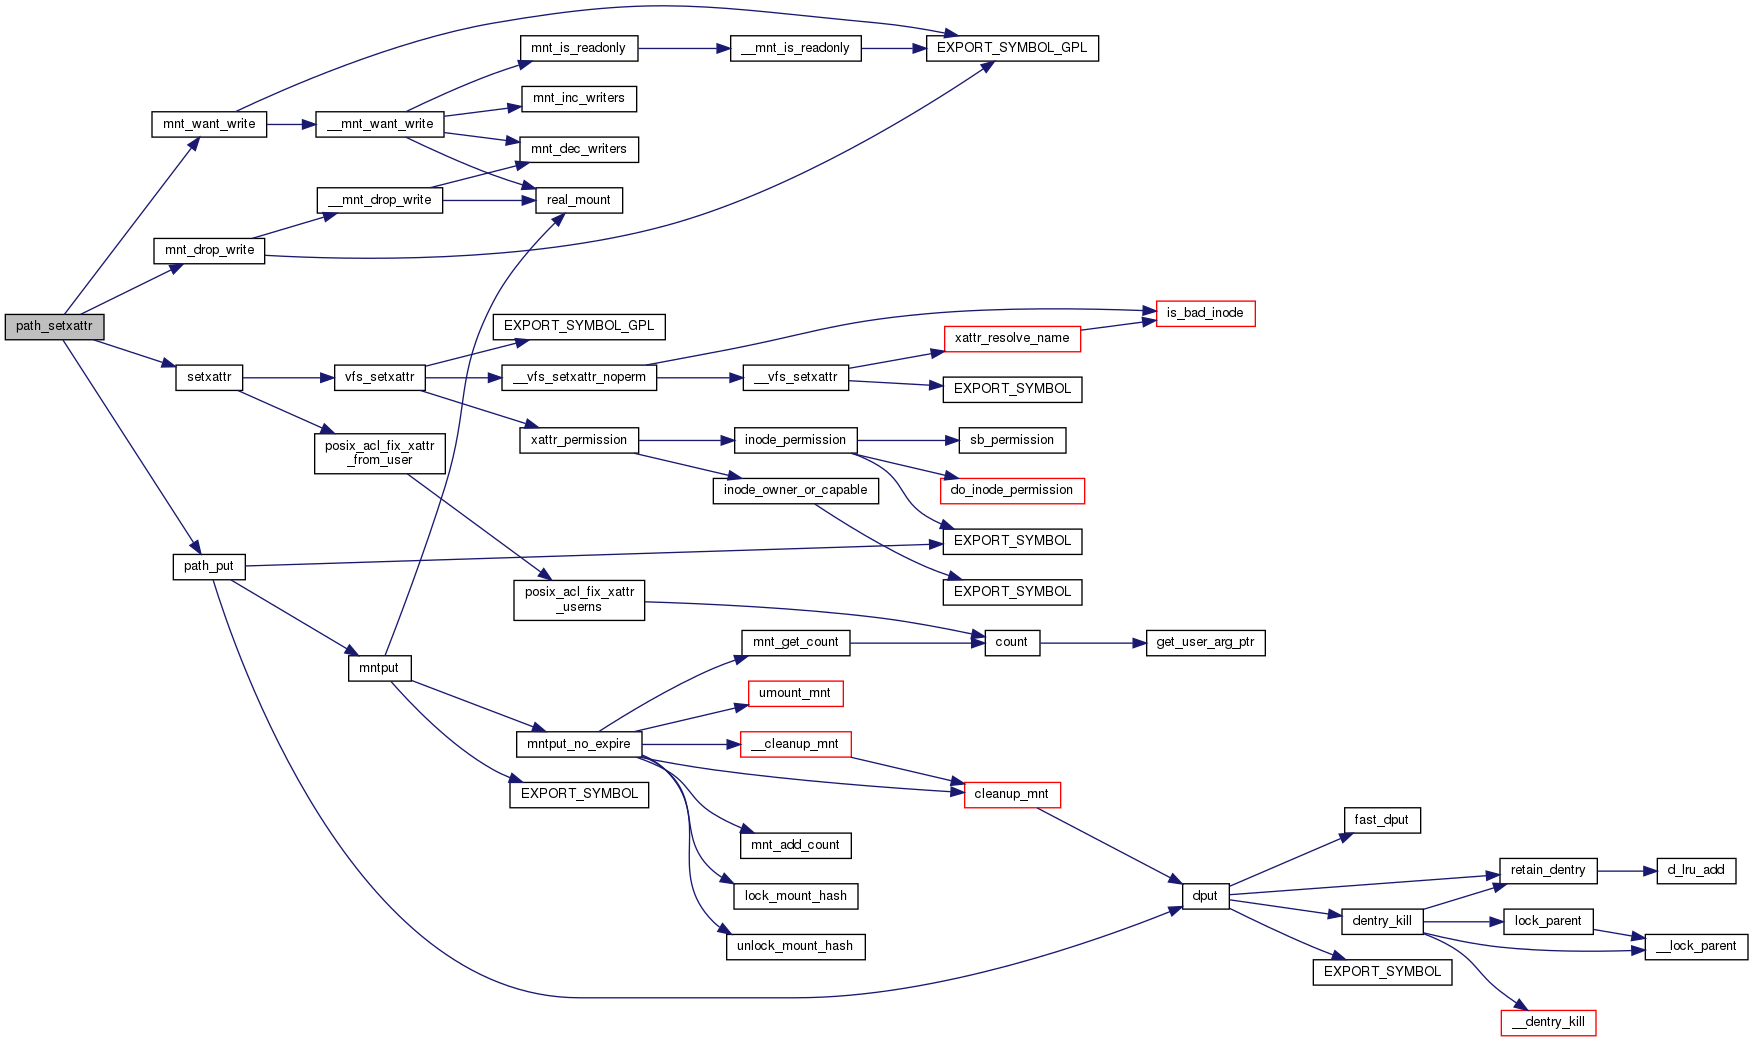 path_setxattr
mnt_want_write
__mnt_want_write
mnt_is_readonly
__mnt_is_readonly
EXPORT_SYMBOL_GPL
mnt_inc_writers
mnt_dec_writers
real_mount
mnt_drop_write
__mnt_drop_write
setxattr
vfs_setxattr
EXPORT_SYMBOL_GPL
__vfs_setxattr_noperm
__vfs_setxattr
xattr_resolve_name
is_bad_inode
EXPORT_SYMBOL
xattr_permission
inode_permission
sb_permission
do_inode_permission
EXPORT_SYMBOL
inode_owner_or_capable
EXPORT_SYMBOL
posix_acl_fix_xattr
_from_user
posix_acl_fix_xattr
_userns
count
get_user_arg_ptr
path_put
mntput
mntput_no_expire
EXPORT_SYMBOL
mnt_get_count
umount_mnt
__cleanup_mnt
cleanup_mnt
mnt_add_count
lock_mount_hash
unlock_mount_hash
dput
fast_dput
retain_dentry
d_lru_add
dentry_kill
lock_parent
__lock_parent
EXPORT_SYMBOL
__dentry_kill